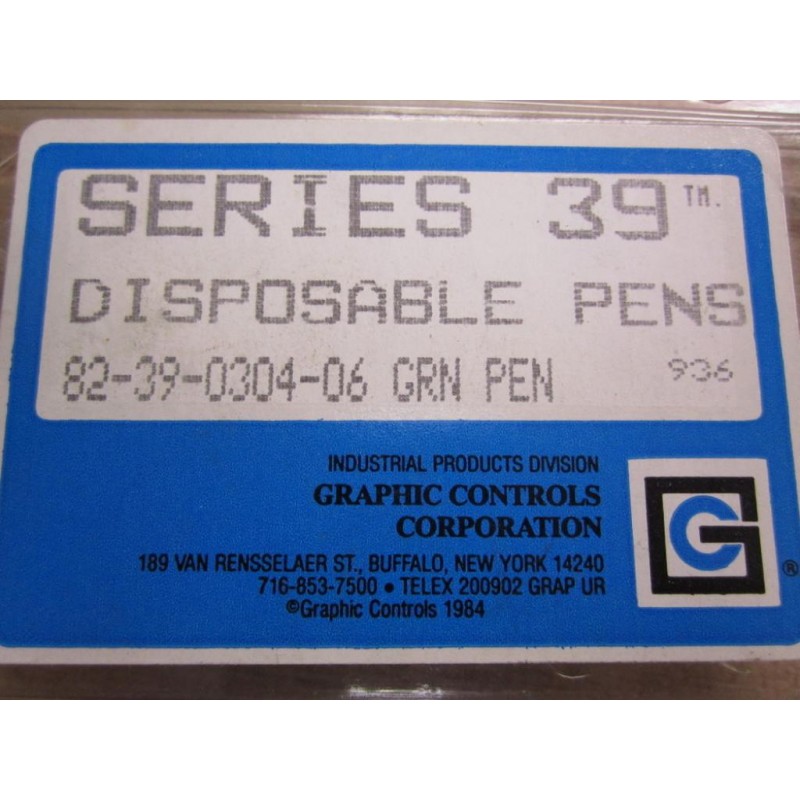 SERIES 39 TM.
DISPOSABLE PENS
82-39-0304-06 GRN PEN 936
INDUSTRIAL PRODUCTS DIVISION
GRAPHIC CONTROLS
CORPORATION
189 VAN RENSSELAER ST., BUFFALO, NEW YORK 14240
716-853-7500 • TELEX 200902 GRAP UR
©Graphic Controls 1984
GC ®